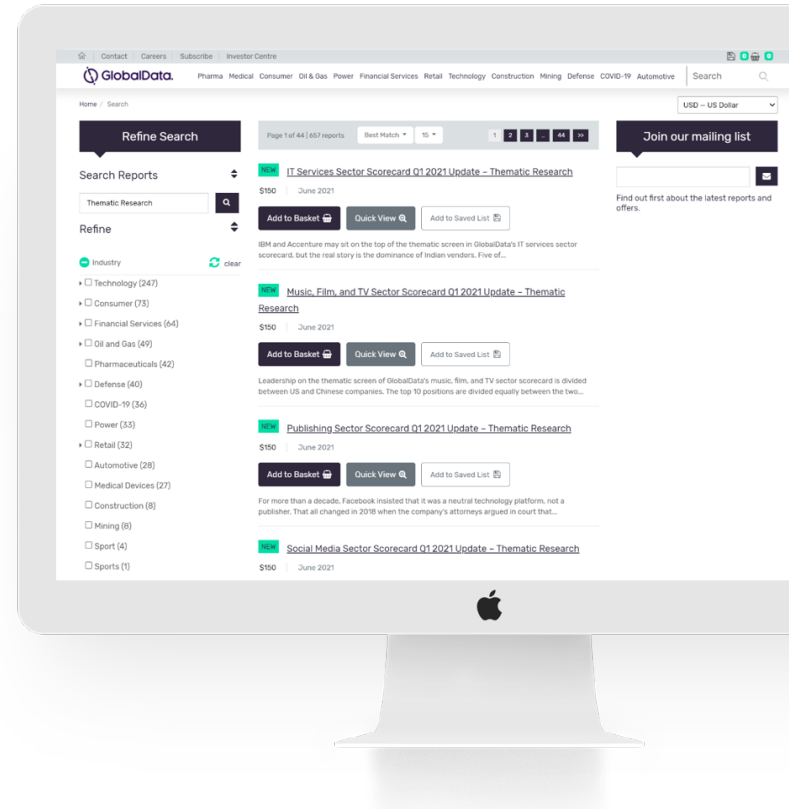 Contact Careers Subscribe Investor Centre 0 0
GlobalData. Pharma Medical Consumer Oil & Gas Power Financial Services Retail Technology Construction Mining Defense COVID-19 Automotive Search
Home / Search
USD – US Dollar
Refine Search
Search Reports
Thematic Research
Refine
Industry clear
Technology (247)
Consumer (73)
Financial Services (64)
Oil and Gas (49)
Pharmaceuticals (42)
Defense (40)
COVID-19 (36)
Power (33)
Retail (32)
Automotive (28)
Medical Devices (27)
Construction (8)
Mining (8)
Sport (4)
Sports (1)
Page 1 of 44 | 657 reports Best Match 15 1 2 3 ... 44 >>
NEW IT Services Sector Scorecard Q1 2021 Update – Thematic Research
$150 June 2021
Add to Basket Quick View Add to Saved List
IBM and Accenture may sit on the top of the thematic screen in GlobalData's IT services sector
scorecard, but the real story is the dominance of Indian vendors. Five of...
NEW Music, Film, and TV Sector Scorecard Q1 2021 Update – Thematic
Research
$150 June 2021
Add to Basket Quick View Add to Saved List
Leadership on the thematic screen of GlobalData's music, film, and TV sector scorecard is divided
between US and Chinese companies. The top 10 positions are divided equally between the two...
NEW Publishing Sector Scorecard Q1 2021 Update – Thematic Research
$150 June 2021
Add to Basket Quick View Add to Saved List
For more than a decade, Facebook insisted that it was a neutral technology platform, not a
publisher. That all changed in 2018 when the company's attorneys argued in court that...
NEW Social Media Sector Scorecard Q1 2021 Update – Thematic Research
$150 June 2021
Join our mailing list
Find out first about the latest reports and
offers.